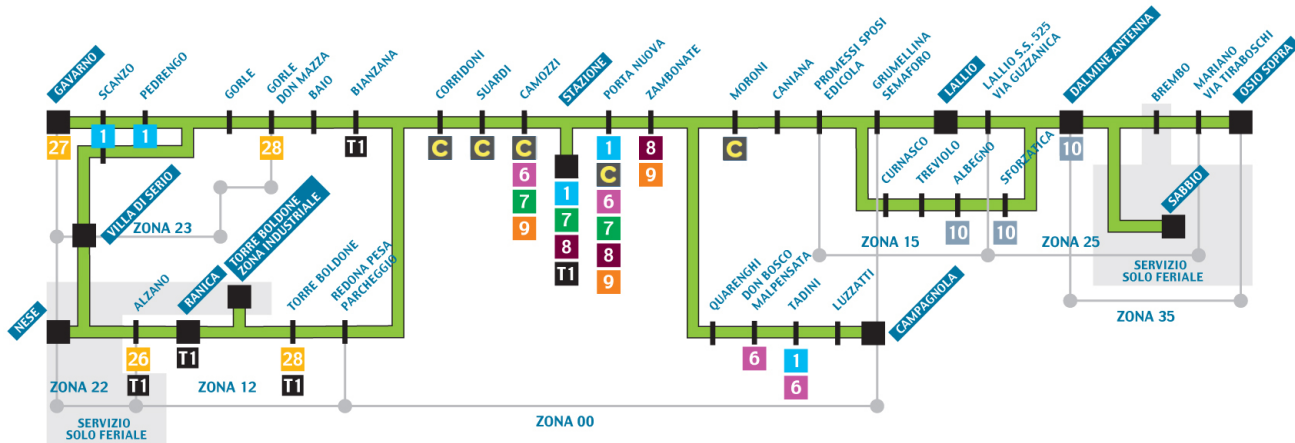 GAVARNO
SCANZO
PEDRENGO
GORLE
GORLE
DON MAZZA
BAIO
BIANZANA
CORRIDONI
SUARDI
CAMOZZI
STAZIONE
PORTA NUOVA
ZAMBONATE
MORONI
CANIANA
PROMESSI SPOSI
EDICOLA
GRUMELLINA
SEMAFORO
LALLIO
LALLIO S.S. 525
VIA GUZZANICA
DALMINE ANTENNA
BREMBO
MARIANO
VIA TIRABOSCHI
OSIO SOPRA
27
1
1
28
T1
C
C
C
6
7
9
1
7
8
T1
1
C
6
7
8
9
8
9
C
10
CURNASCO
TREVIOLO
ALBEGNO
SFORZATICA
10
10
SABBIO
VILLA DI SERIO
ZONA 23
TORRE BOLDONE
ZONA INDUSTRIALE
ZONA 15
ZONA 25
SERVIZIO
SOLO FERIALE
ZONA 35
NESE
ALZANO
RANICA
TORRE BOLDONE
REDONA PESA
PARCHEGGIO
QUARENGHI
DON BOSCO
MALPENSATA
TADINI
LUZZATTI
CAMPAGNOLA
26
T1
T1
28
T1
6
1
6
ZONA 22
ZONA 12
ZONA 00
SERVIZIO
SOLO FERIALE